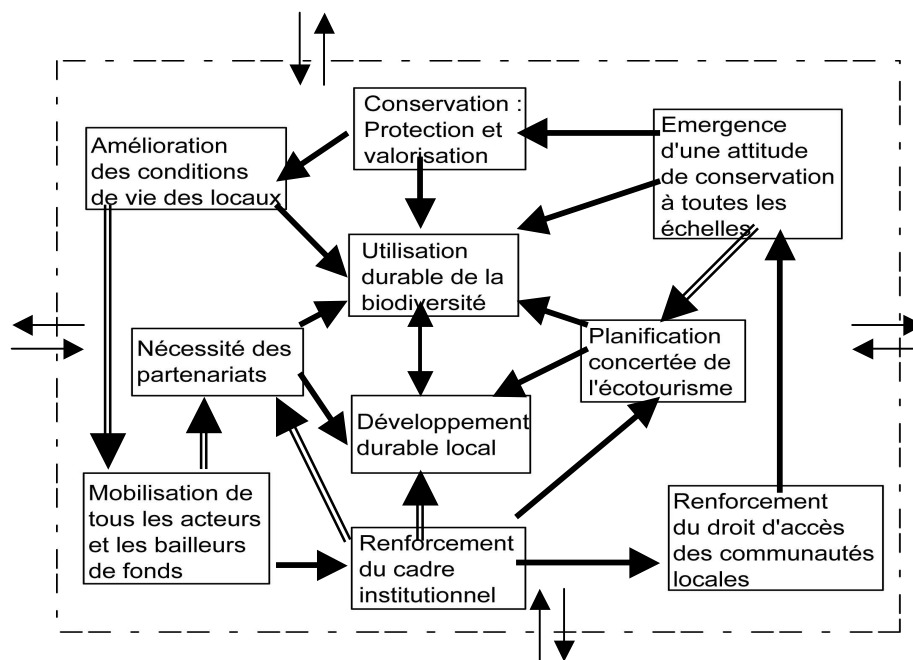 Conservation :
Protection et
valorisation
Emergence
d'une attitude
de conservation
à toutes les
échelles
Amélioration
des conditions
de vie des locaux
Utilisation
durable de la
biodiversité
Nécessité des
partenariats
Planification
concertée de
l'écotourisme
Développement
durable local
Mobilisation de
tous les acteurs
et les bailleurs
de fonds
Renforcement
du cadre
institutionnel
Renforcement
du droit d'accès
des communautés
locales